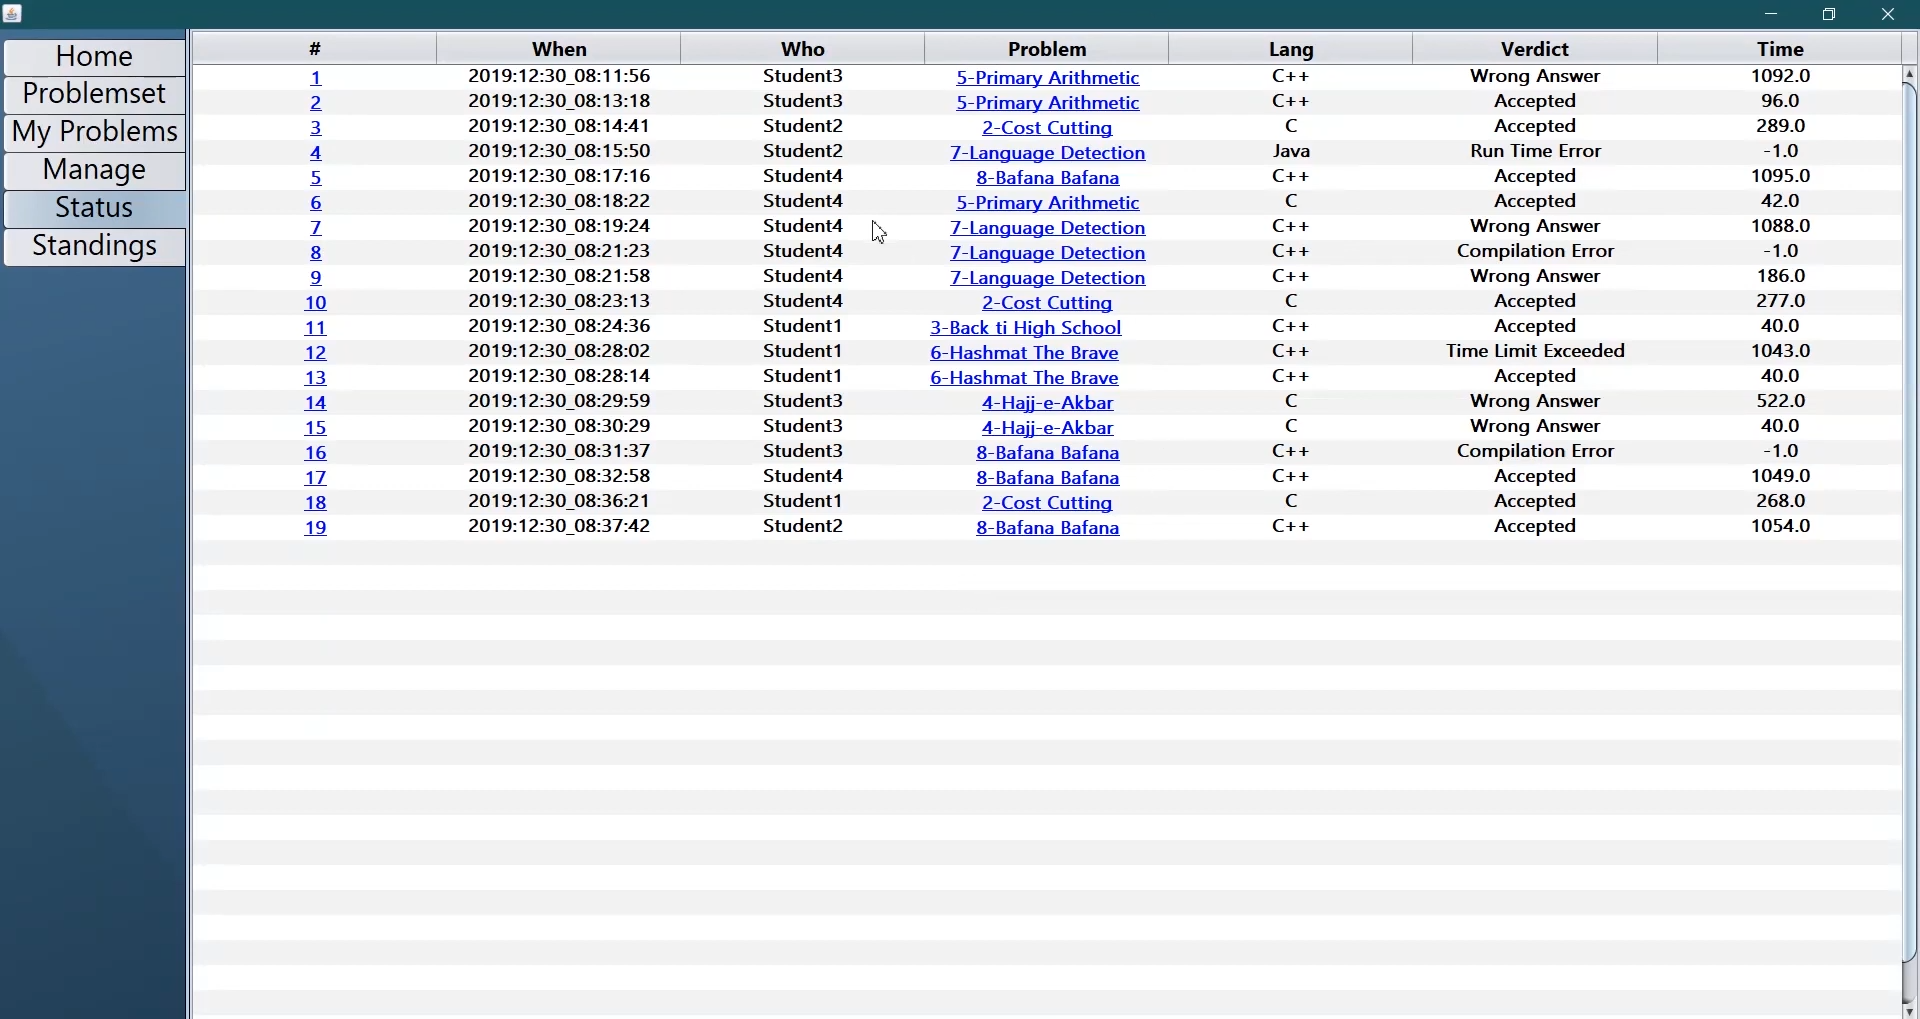 # When Who Problem Lang Verdict Time
Home
Problemset
My Problems
Manage
Status
Standings
1 2019:12:30_08:11:56 Student3 5-Primary Arithmetic C++ Wrong Answer 1092.0
2 2019:12:30_08:13:18 Student3 5-Primary Arithmetic C++ Accepted 96.0
3 2019:12:30_08:14:41 Student2 2-Cost Cutting C Accepted 289.0
4 2019:12:30_08:15:50 Student2 7-Language Detection Java Run Time Error -1.0
5 2019:12:30_08:17:16 Student4 8-Bafana Bafana C++ Accepted 1095.0
6 2019:12:30_08:18:22 Student4 5-Primary Arithmetic C Accepted 42.0
7 2019:12:30_08:19:24 Student4 7-Language Detection C++ Wrong Answer 1088.0
8 2019:12:30_08:21:23 Student4 7-Language Detection C++ Compilation Error -1.0
9 2019:12:30_08:21:58 Student4 7-Language Detection C++ Wrong Answer 186.0
10 2019:12:30_08:23:13 Student4 2-Cost Cutting C Accepted 277.0
11 2019:12:30_08:24:36 Student1 3-Back ti High School C++ Accepted 40.0
12 2019:12:30_08:28:02 Student1 6-Hashmat The Brave C++ Time Limit Exceeded 1043.0
13 2019:12:30_08:28:14 Student1 6-Hashmat The Brave C++ Accepted 40.0
14 2019:12:30_08:29:59 Student3 4-Hajj-e-Akbar C Wrong Answer 522.0
15 2019:12:30_08:30:29 Student3 4-Hajj-e-Akbar C Wrong Answer 40.0
16 2019:12:30_08:31:37 Student3 8-Bafana Bafana C++ Compilation Error -1.0
17 2019:12:30_08:32:58 Student4 8-Bafana Bafana C++ Accepted 1049.0
18 2019:12:30_08:36:21 Student1 2-Cost Cutting C Accepted 268.0
19 2019:12:30_08:37:42 Student2 8-Bafana Bafana C++ Accepted 1054.0